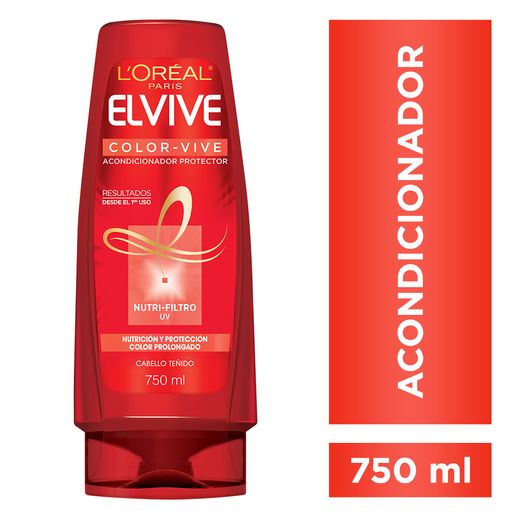 L'ORÉAL
PARIS
ELVIVE
COLOR-VIVE
ACONDICIONADOR PROTECTOR
RESULTADOS
DESDE EL 1ER USO
NUTRI-FILTRO
UV
NUTRICIÓN Y PROTECCIÓN
COLOR PROLONGADO
CABELLO TEÑIDO
750 ml
ACONDICIONADOR
750 ml